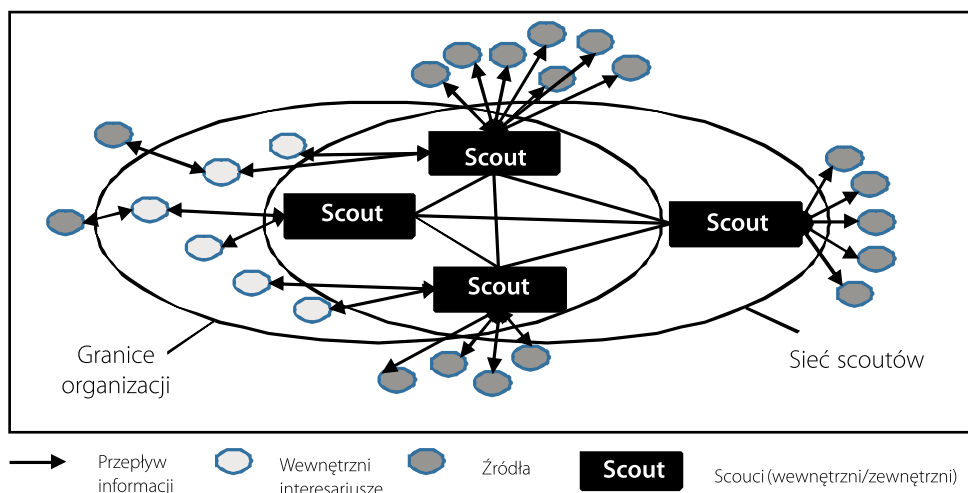 Scout
Scout
Scout
Scout
Granice
organizacji
Sieć scoutów
Przepływ
informacji
Wewnętrzni
interesariusze
Źródła
Scout
Scouci (wewnętrzni/zewnętrzni)